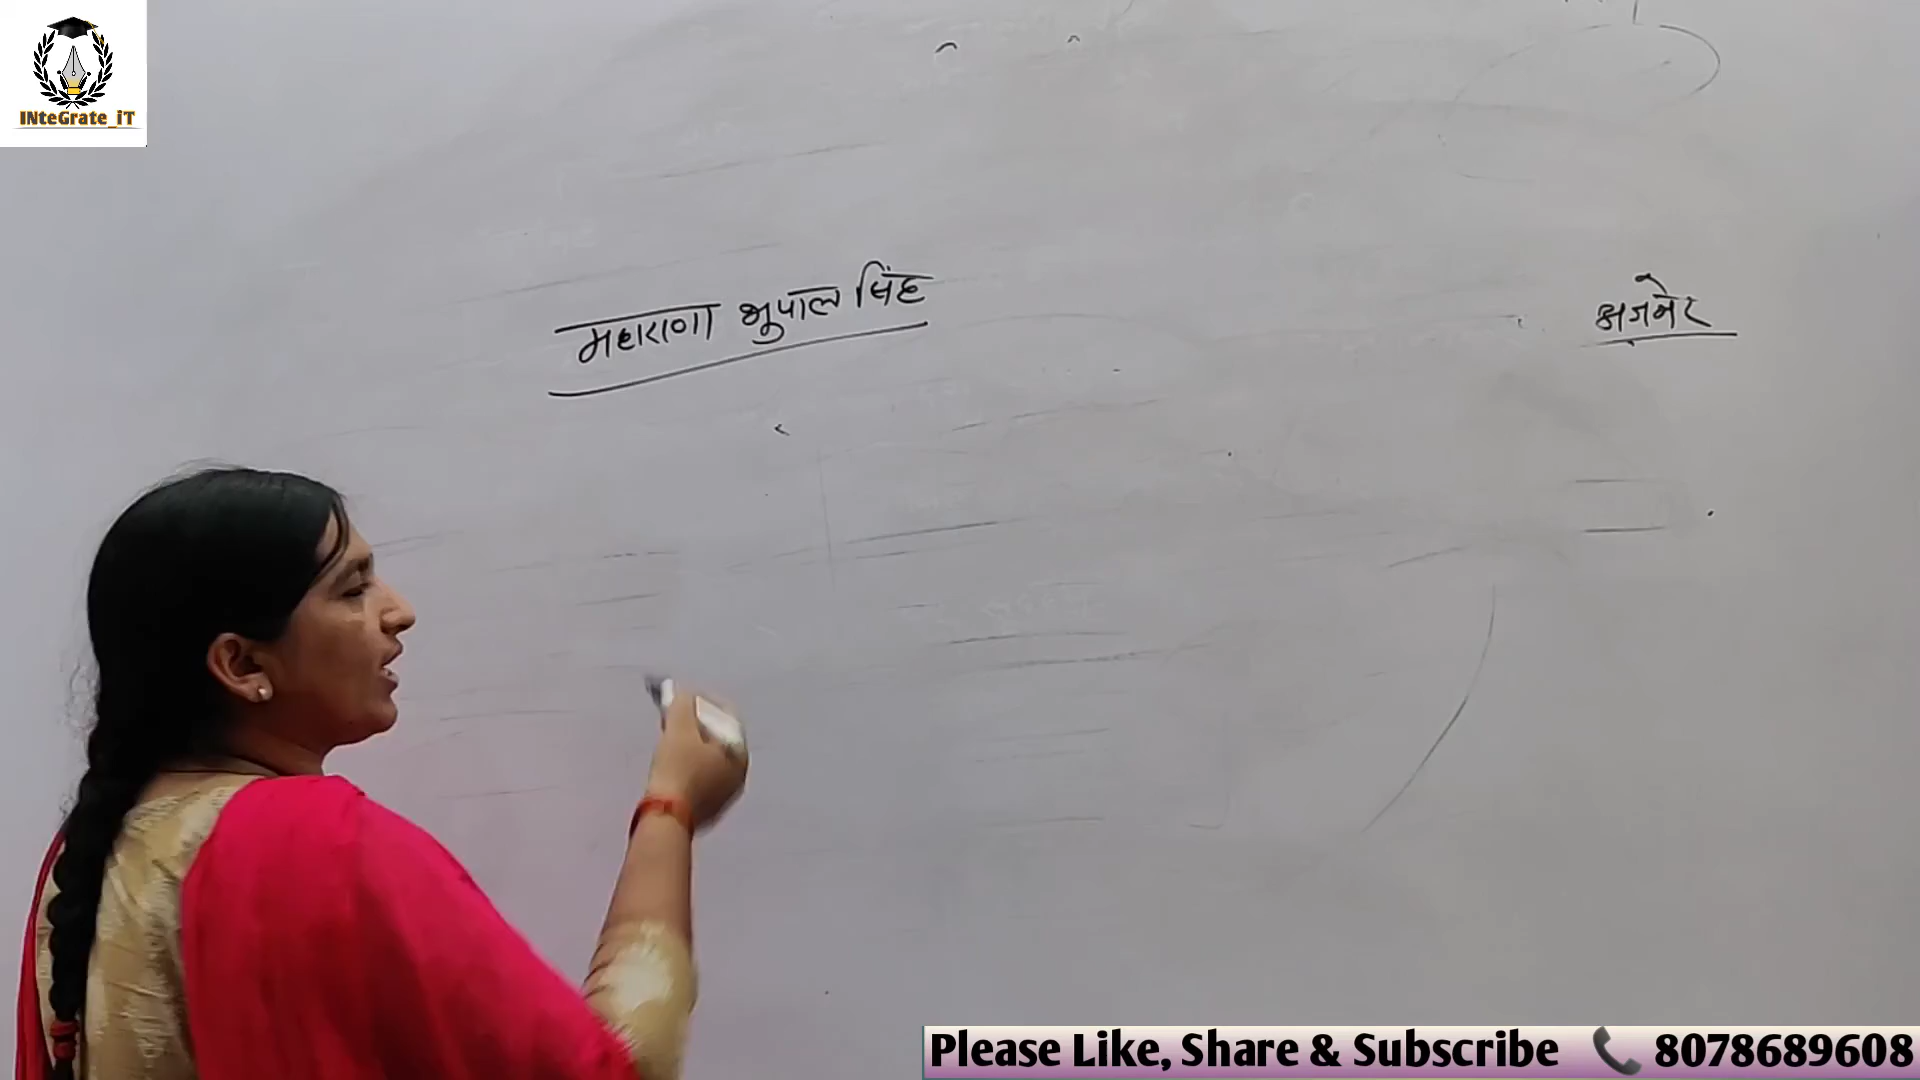 INteGrate_iT
महाराणा भूपाल सिंह
अजमेर
Please Like, Share & Subscribe 8078689608